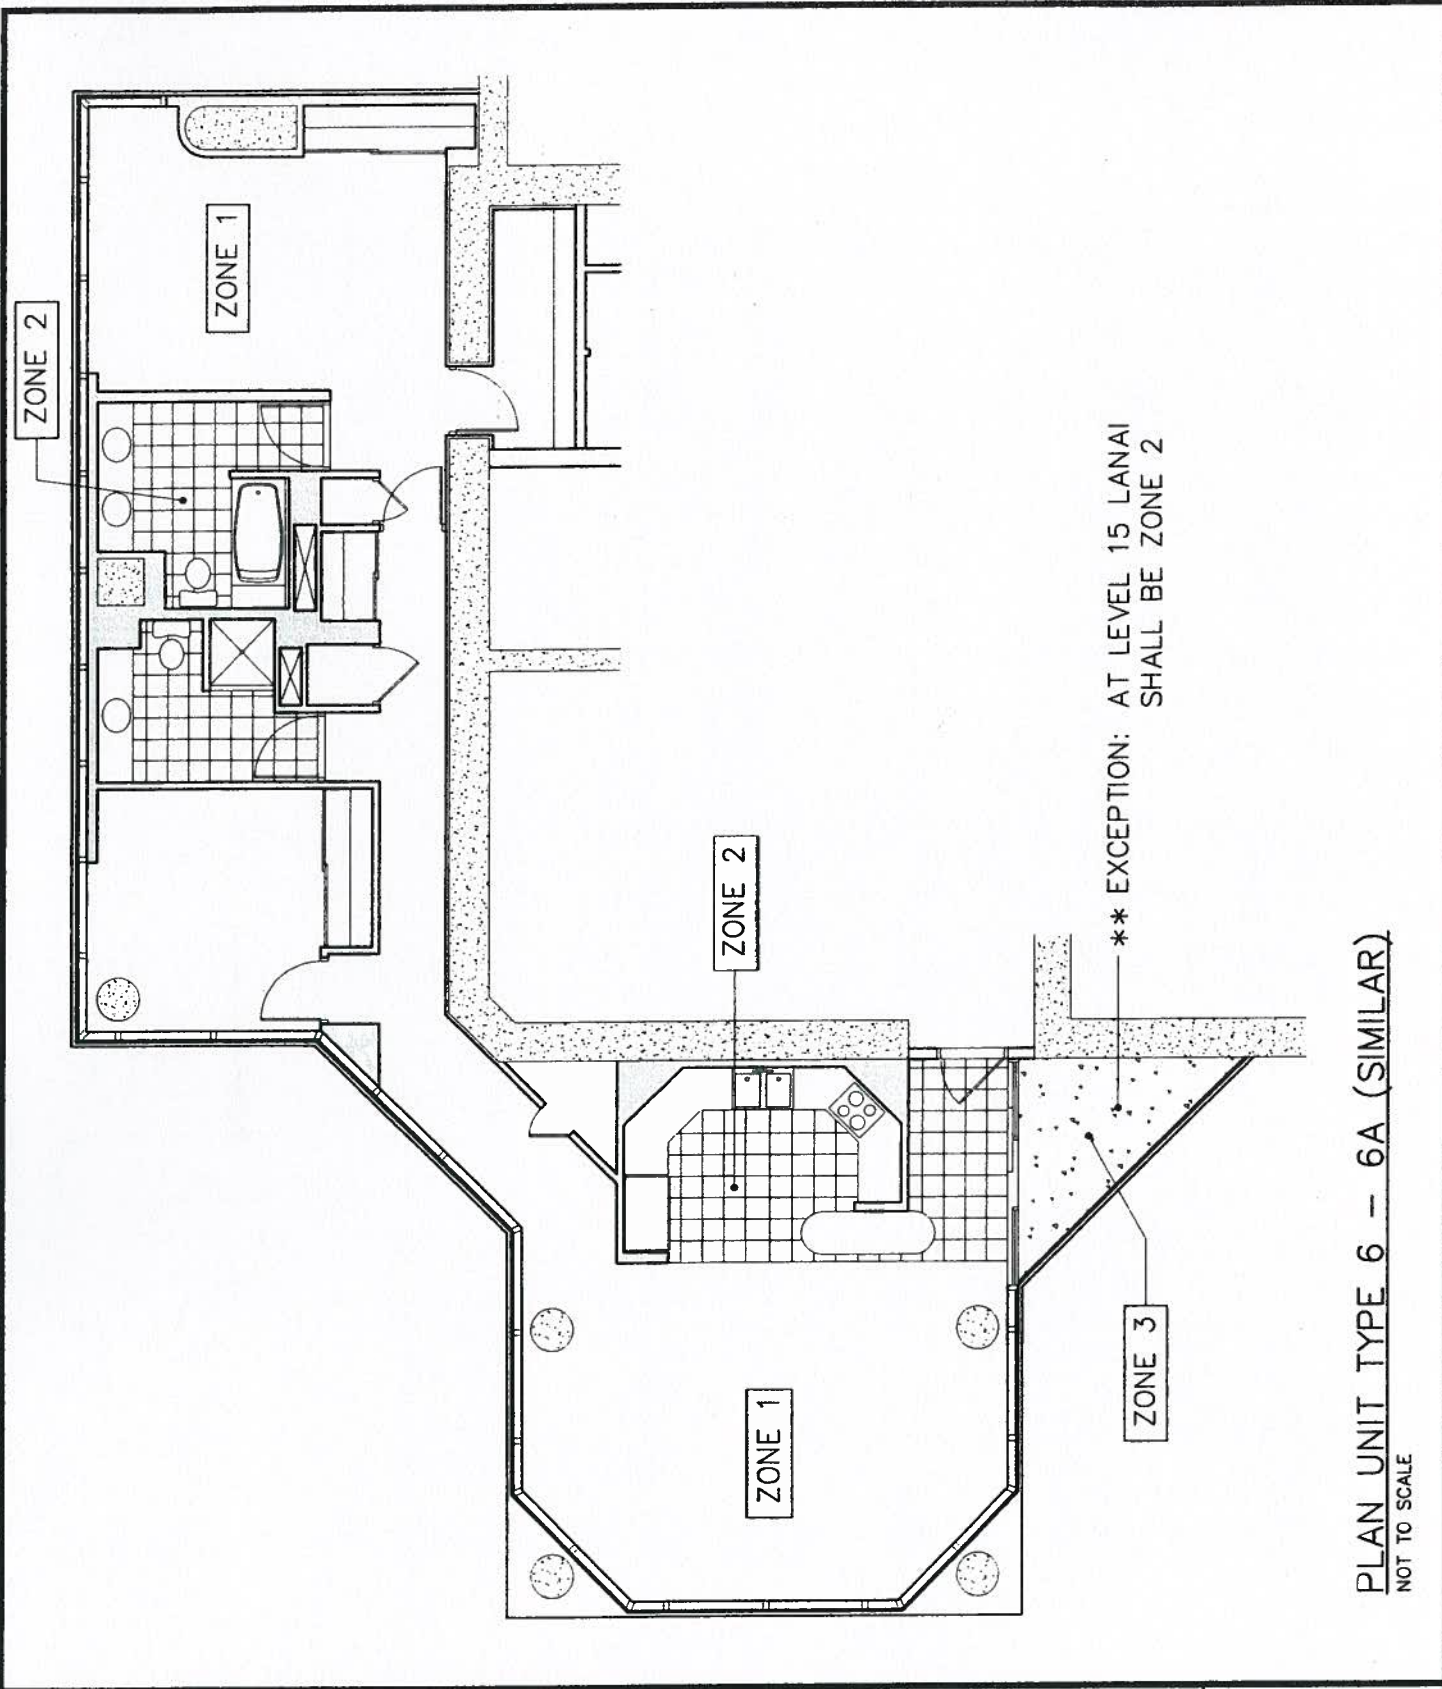 ZONE 2
ZONE 1
ZONE 2
** EXCEPTION: AT LEVEL 15 LANAI
SHALL BE ZONE 2
ZONE 1
ZONE 3
PLAN UNIT TYPE 6 – 6A (SIMILAR)
NOT TO SCALE